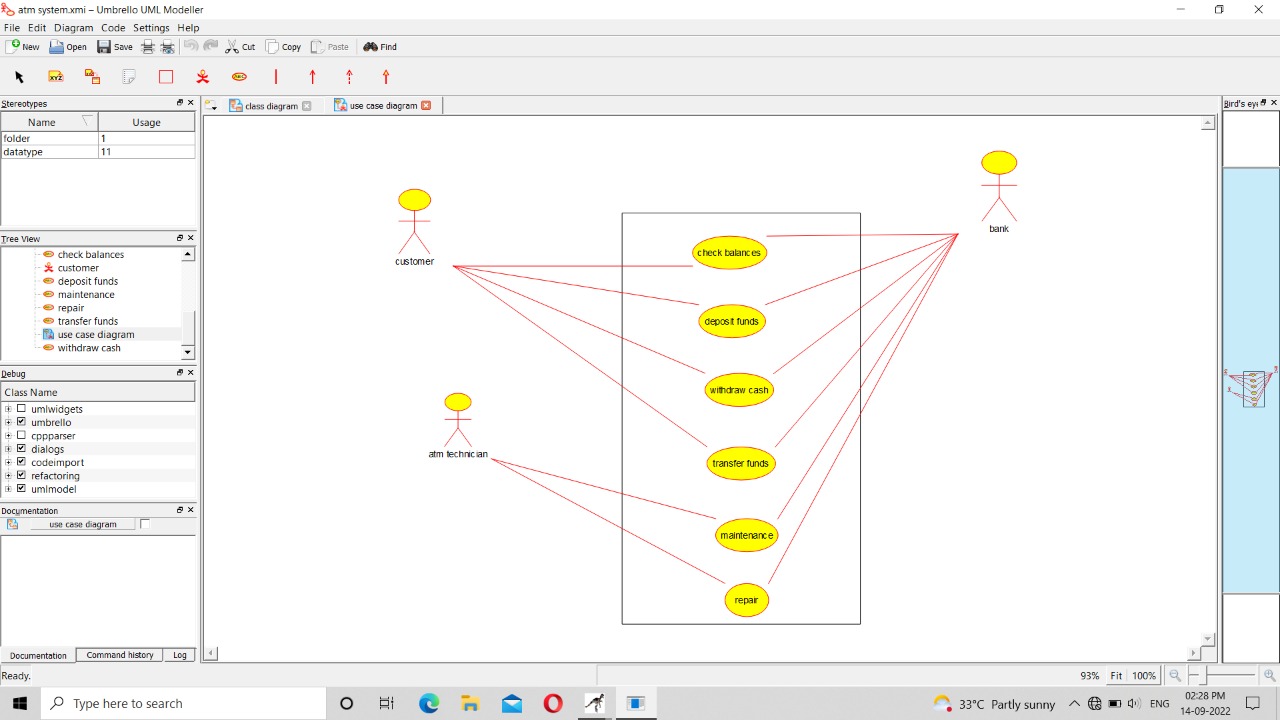 atm system.xmi – Umbrello UML Modeller
File Edit Diagram Code Settings Help
New Open Save Cut Copy Paste Find
XYZ
Stereotypes
Name Usage
folder 1
datatype 11
Tree View
check balances
customer
deposit funds
maintenance
repair
transfer funds
use case diagram
withdraw cash
Debug
Class Name
umlwidgets
umbrello
cppparser
dialogs
codeimport
refactoring
umlmodel
Documentation
use case diagram
Documentation Command history Log
class diagram use case diagram
customer
atm technician
check balances
deposit funds
withdraw cash
transfer funds
maintenance
repair
bank
Bird's eye
Ready.
93% Fit 100%
Type here to search
33°C Partly sunny
ENG
02:28 PM
14-09-2022